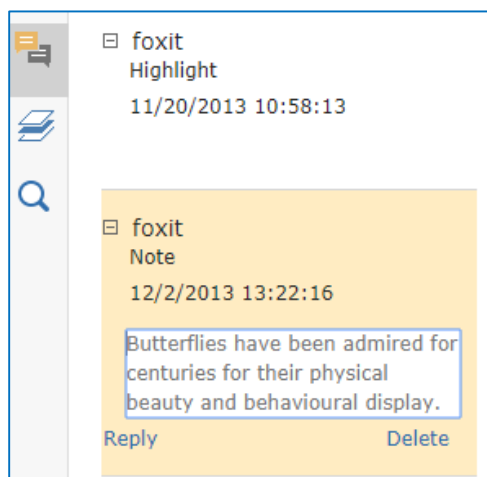 foxit
Highlight
11/20/2013 10:58:13
foxit
Note
12/2/2013 13:22:16
Butterflies have been admired for
centuries for their physical
beauty and behavioural display.
Reply Delete